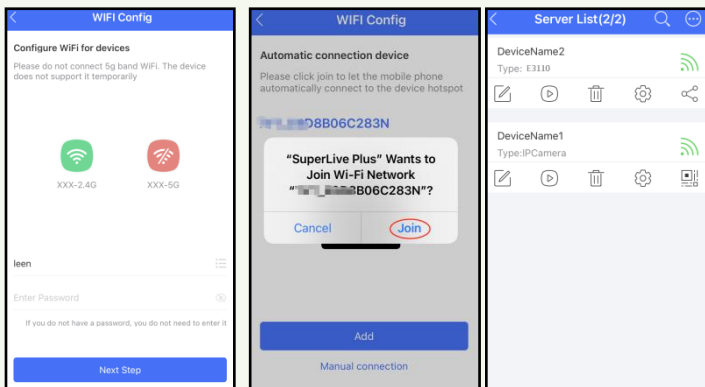 WIFI Config
Configure WiFi for devices
Please do not connect 5g band WiFi. The device
does not support it temporarily
XXX-2.4G
XXX-5G
leen
Enter Password
If you do not have a password, you do not need to enter it
Next Step
WIFI Config
Automatic connection device
Please click join to let the mobile phone
automatically connect to the device hotspot
D8B06C283N
“SuperLive Plus” Wants to
Join Wi-Fi Network
B06C283N”?
Cancel
Join
Add
Manual connection
Server List(2/2)
DeviceName2
Type: E3110
DeviceName1
Type:IPCamera